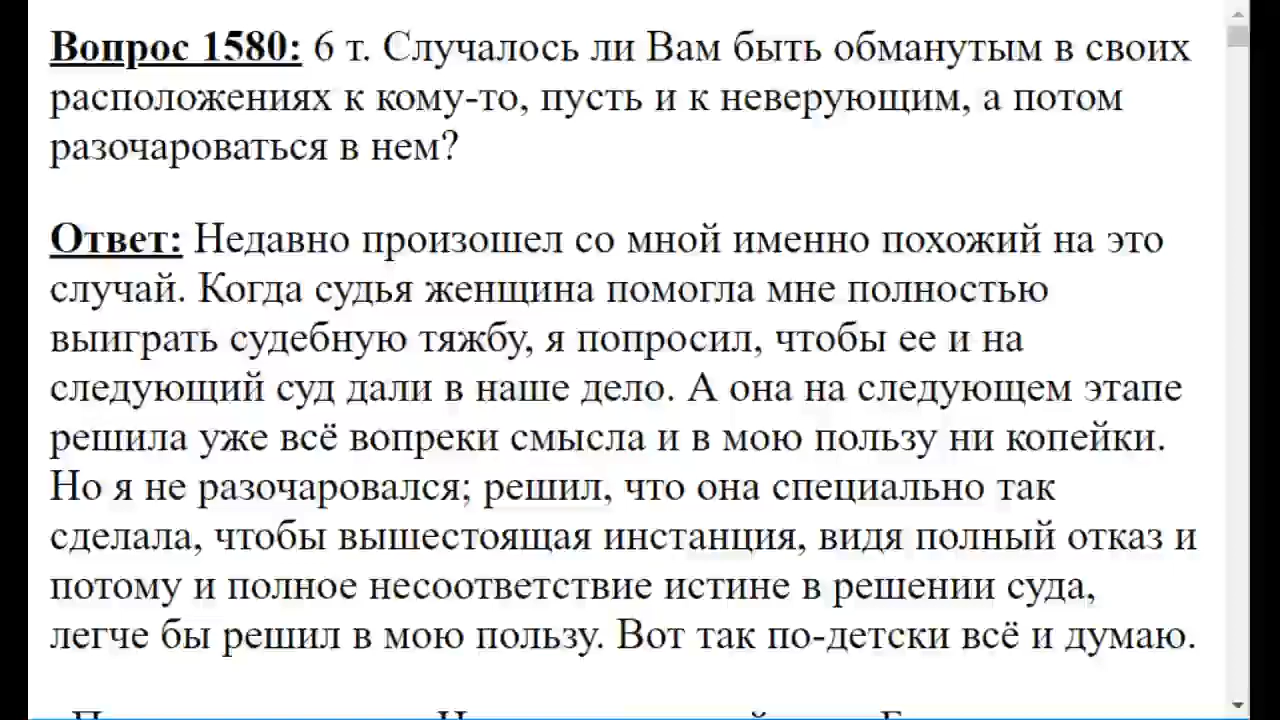 Вопрос 1580: 6 т. Случалось ли Вам быть обманутым в своих
расположениях к кому-то, пусть и к неверующим, а потом
разочароваться в нем?
Ответ: Недавно произошел со мной именно похожий на это
случай. Когда судья женщина помогла мне полностью
выиграть судебную тяжбу, я попросил, чтобы ее и на
следующий суд дали в наше дело. А она на следующем этапе
решила уже всё вопреки смысла и в мою пользу ни копейки.
Но я не разочаровался; решил, что она специально так
сделала, чтобы вышестоящая инстанция, видя полный отказ и
потому и полное несоответствие истине в решении суда,
легче бы решил в мою пользу. Вот так по-детски всё и думаю.